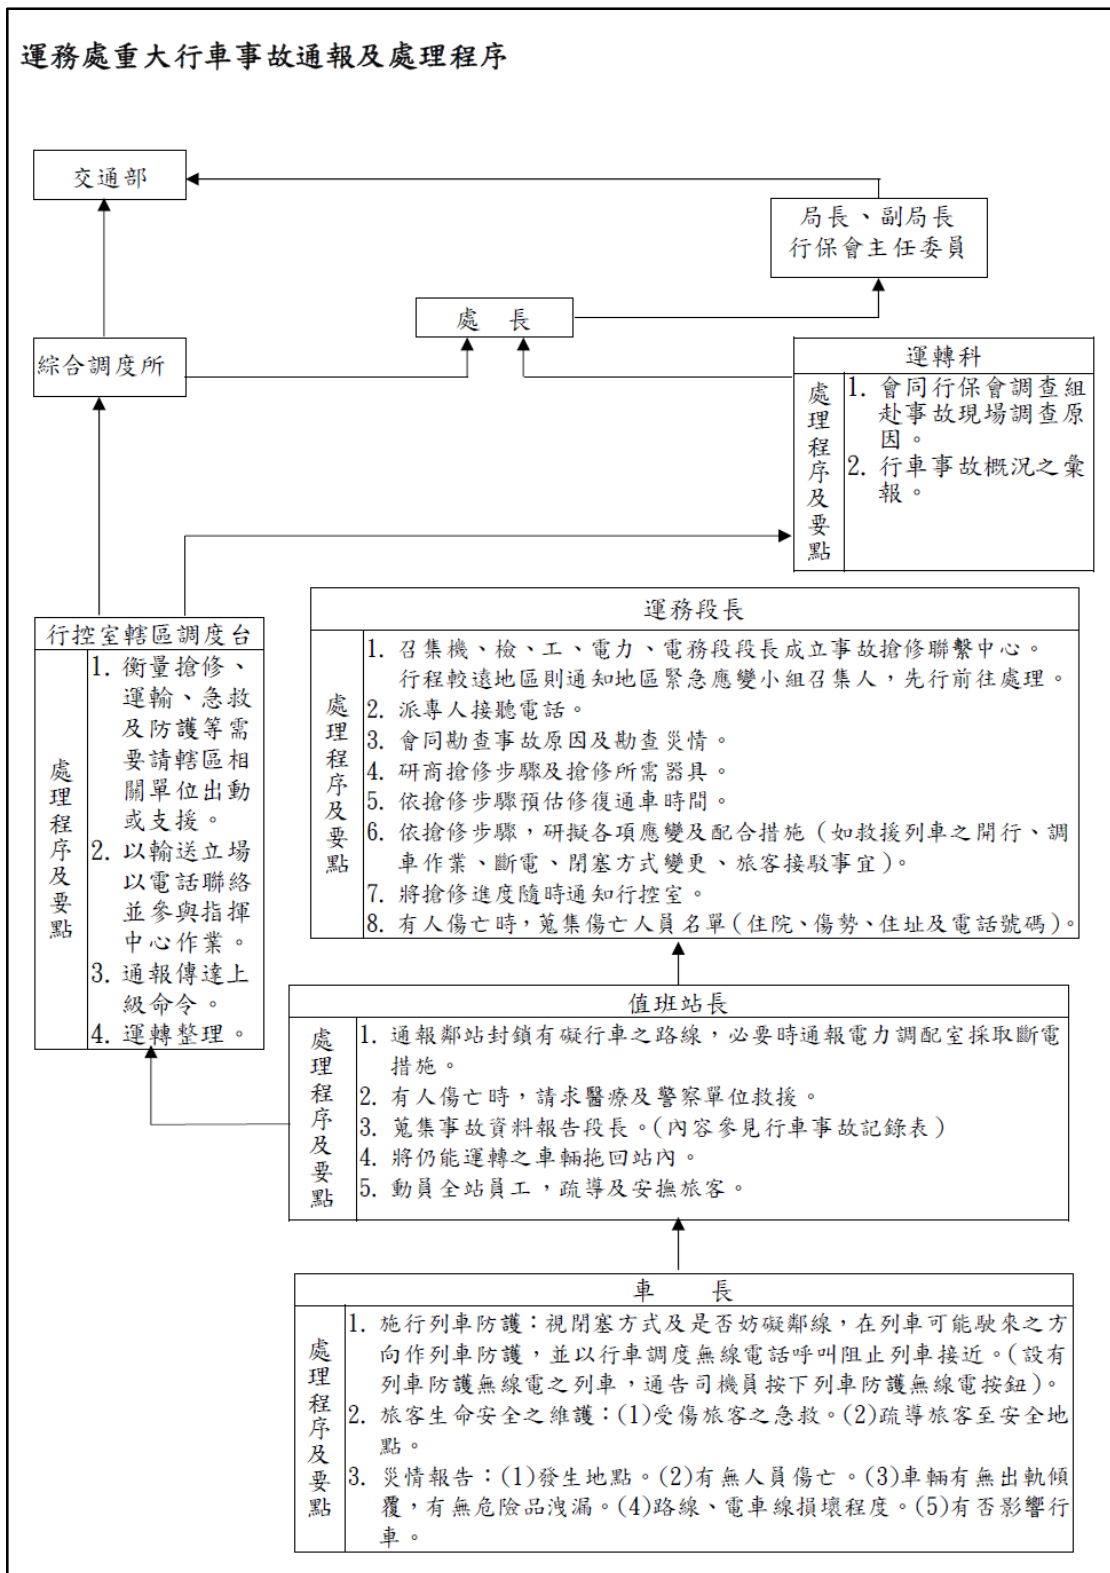 運務處重大行車事故通報及處理程序
交通部
局長、副局長
行保會主任委員
處 長
綜合調度所
運轉科
處理程序及要點
1. 會同行保會調查組
赴事故現場調查原
因。
2. 行車事故概況之彙
報。
行控室轄區調度台
處理程序及要點
1. 衡量搶修、
運輸、急救
及防護等需
要請轄區相
關單位出動
或支援。
2. 以輸送立場
以電話聯絡
並參與指揮
中心作業。
3. 通報傳達上
級命令。
4. 運轉整理。
運務段長
處理程序及要點
1. 召集機、檢、工、電力、電務段段長成立事故搶修聯繫中心。
行程較遠地區則通知地區緊急應變小組召集人，先行前往處理。
2. 派專人接聽電話。
3. 會同勘查事故原因及勘查災情。
4. 研商搶修步驟及搶修所需器具。
5. 依搶修步驟預估修復通車時間。
6. 依搶修步驟，研擬各項應變及配合措施（如救援列車之開行、調
車作業、斷電、閉塞方式變更、旅客接駁事宜）。
7. 將搶修進度隨時通知行控室。
8. 有人傷亡時，蒐集傷亡人員名單（住院、傷勢、住址及電話號碼）。
值班站長
處理程序及要點
1. 通報鄰站封鎖有礙行車之路線，必要時通報電力調配室採取斷電
措施。
2. 有人傷亡時，請求醫療及警察單位救援。
3. 蒐集事故資料報告段長。（內容參見行車事故記錄表）
4. 將仍能運轉之車輛拖回站內。
5. 動員全站員工，疏導及安撫旅客。
車 長
處理程序及要點
1. 施行列車防護：視閉塞方式及是否妨礙鄰線，在列車可能駛來之方
向作列車防護，並以行車調度無線電話呼叫阻止列車接近。（設有
列車防護無線電之列車，通告司機員按下列車防護無線電按鈕）。
2. 旅客生命安全之維護：(1)受傷旅客之急救。(2)疏導旅客至安全地
點。
3. 災情報告：(1)發生地點。(2)有無人員傷亡。(3)車輛有無出軌傾
覆，有無危險品洩漏。(4)路線、電車線損壞程度。(5)有否影響行
車。